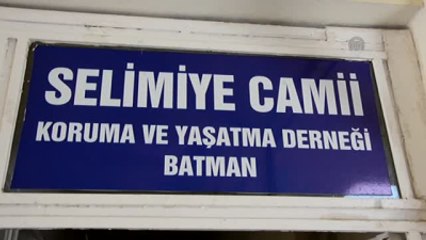 SELİMİYE CAMİİ
KORUMA VE YAŞATMA DERNEĞİ
BATMAN